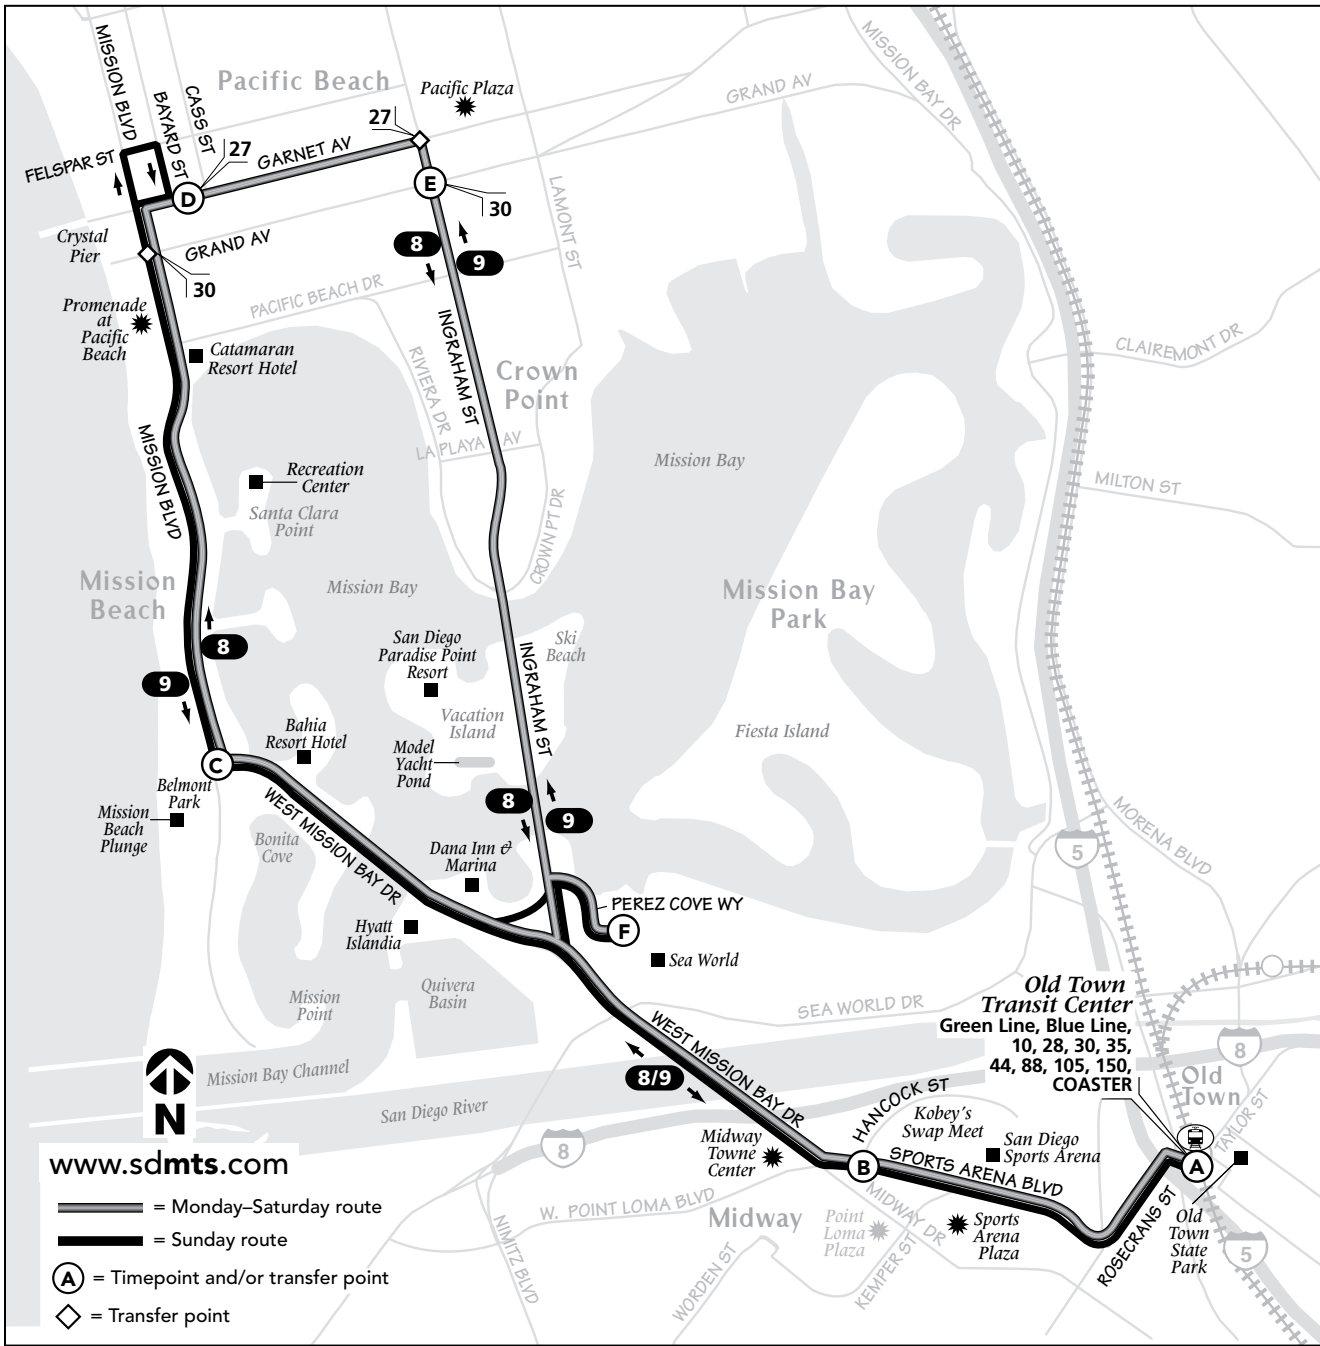 MISSION BLVD
BAYARD ST
CASS ST
Pacific Beach
Pacific Plaza
GRAND AV
MISSION BAY DR
27
27
GARNET AV
FELSPAR ST
D
E
30
LAMONT ST
Crystal
Pier
GRAND AV
8
9
30
PACIFIC BEACH DR
Promenade
at
Pacific
Beach
Catamaran
Resort Hotel
INGRAHAM ST
RIVIERA DR
Crown
Point
CLAIREMONT DR
LA PLAYA AV
MISSION BLVD
Recreation
Center
Santa Clara
Point
Mission Bay
MILTON ST
CROWN PT DR
Mission
Beach
Mission Bay
Mission Bay
Park
8
9
San Diego
Paradise Point
Resort
Ski
Beach
INGRAHAM ST
Vacation
Island
Fiesta Island
Bahia
Resort Hotel
Model
Yacht
Pond
C
Belmont
Park
Mission
Beach
Plunge
WEST MISSION BAY DR
8
9
Bonita
Cove
Dana Inn &
Marina
MORENA BLVD
5
PEREZ COVE WY
F
Hyatt
Islandia
Sea World
Quivera
Basin
Mission
Point
SEA WORLD DR
Old Town
Transit Center
Green Line, Blue Line,
10, 28, 30, 35,
44, 88, 105, 150,
COASTER
8
WEST MISSION BAY DR
8/9
Mission Bay Channel
San Diego River
N
HANCOCK ST
Old
Town
TAYLOR ST
Kobey's
Swap Meet
San Diego
Sports Arena
8
Midway
Towne
Center
B
SPORTS ARENA BLVD
A
www.sdmts.com
W. POINT LOMA BLVD
Midway
MIDWAY DR
Point
Loma
Plaza
Sports
Arena
Plaza
ROSECRANS ST
Old
Town
State
Park
5
NIMITZ BLVD
WORDEN ST
KEMPER ST
= Monday–Saturday route
= Sunday route
A = Timepoint and/or transfer point
= Transfer point